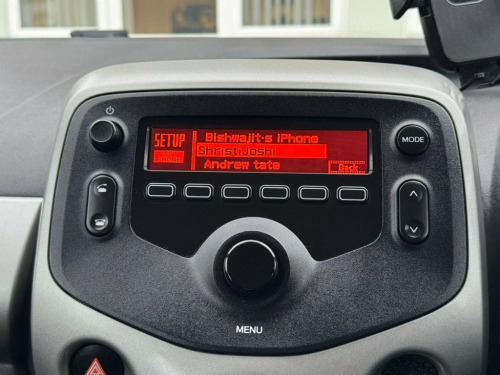 MODE
SETUP
Bishwajit-s iPhone
ShristiJoshi
Andrew tate
Back
MENU